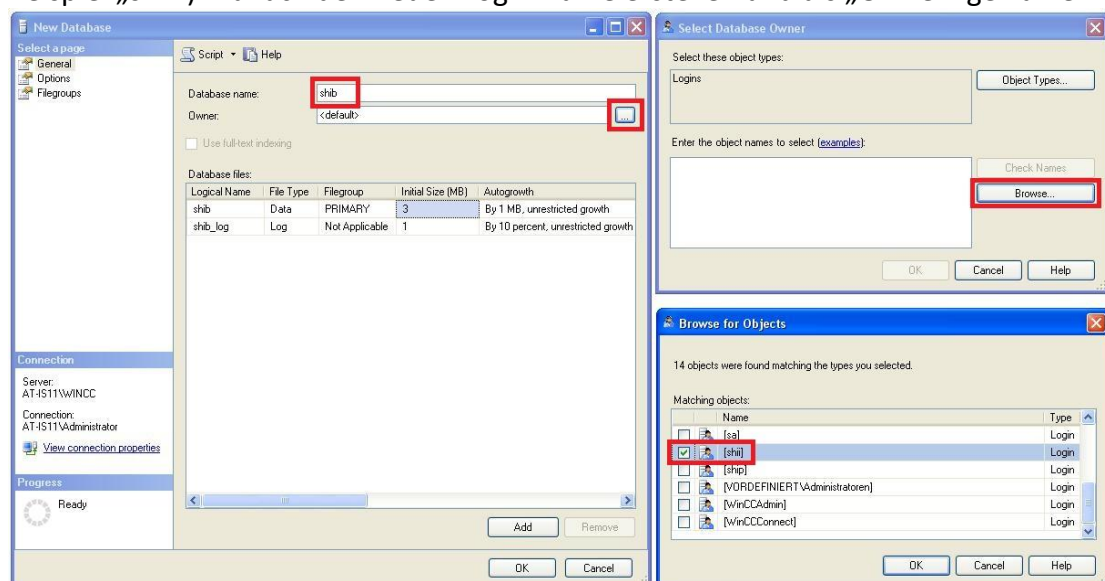 New Database
Select a page
General
Options
Filegroups
Script Help
Database name: shib
Owner: <default> ...
Use full-text indexing
Database files:
Logical Name File Type Filegroup Initial Size (MB) Autogrowth
shib Data PRIMARY 3 By 1 MB, unrestricted growth
shib_log Log Not Applicable 1 By 10 percent, unrestricted growth
Connection
Server:
AT-IS11\WINCC
Connection:
AT-IS11\Administrator
View connection properties
Progress
Ready
Add Remove
OK Cancel
Select Database Owner
Select these object types:
Logins
Object Types...
Enter the object names to select (examples):
Check Names
Browse...
OK Cancel Help
Browse for Objects
14 objects were found matching the types you selected.
Matching objects:
Name Type
[sa] Login
[shii] Login
[ship] Login
[VORDEFINIERT\Administratoren] Login
[WinCCAdmin] Login
[WinCCConnect] Login
OK Cancel Help